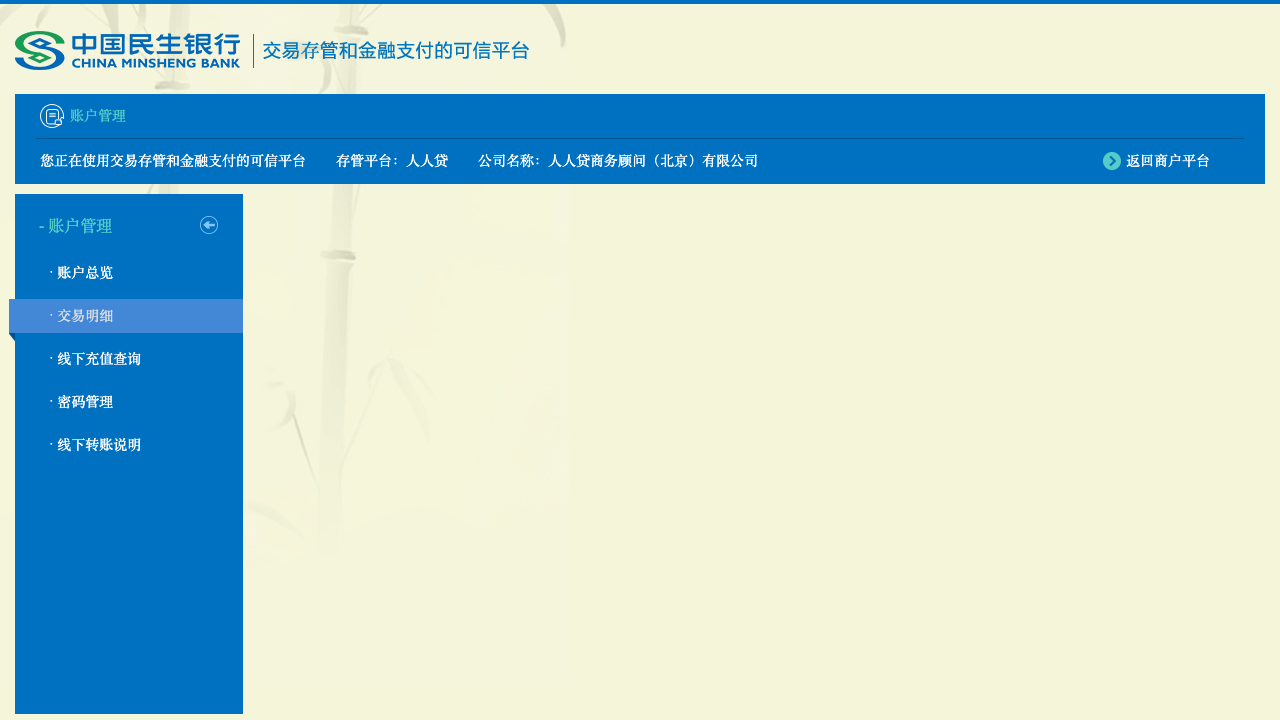 中国民生银行
CHINA MINSHENG BANK
交易存管和金融支付的可信平台
账户管理
您正在使用交易存管和金融支付的可信平台 存管平台：人人贷 公司名称：人人贷商务顾问（北京）有限公司 返回商户平台
- 账户管理
· 账户总览
· 交易明细
· 线下充值查询
· 密码管理
· 线下转账说明